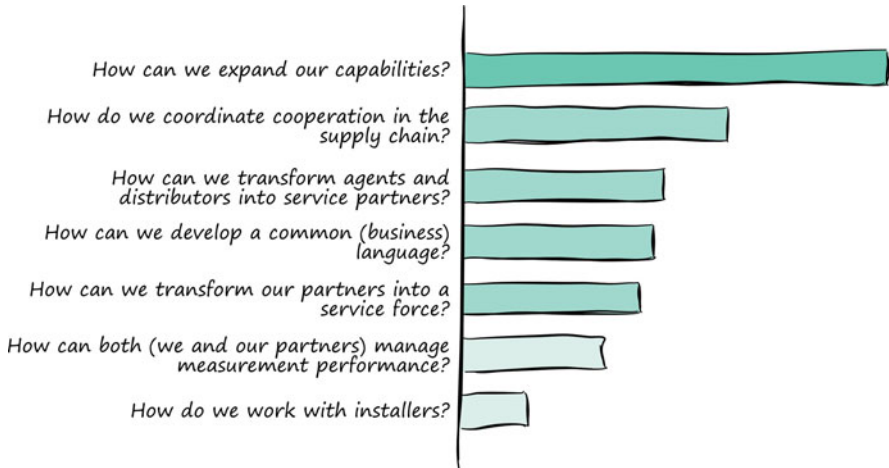 How can we expand our capabilities?
How do we coordinate cooperation in the
supply chain?
How can we transform agents and
distributors into service partners?
How can we develop a common (business)
language?
How can we transform our partners into a
service force?
How can both (we and our partners) manage
measurement performance?
How do we work with installers?